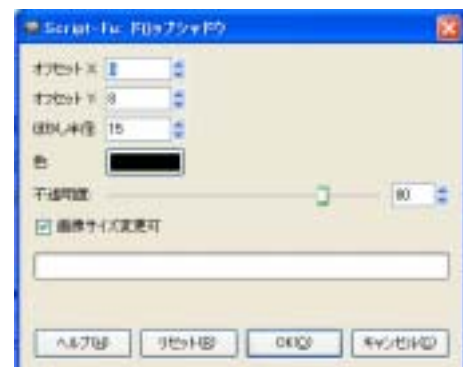 Script-Fu: ドロップシャドウ
オフセット X
オフセット Y 8
ぼかし半径 15
色
不透明度 80
画像サイズ変更可
ヘルプ(H) リセット(R) OK(O) キャンセル(C)